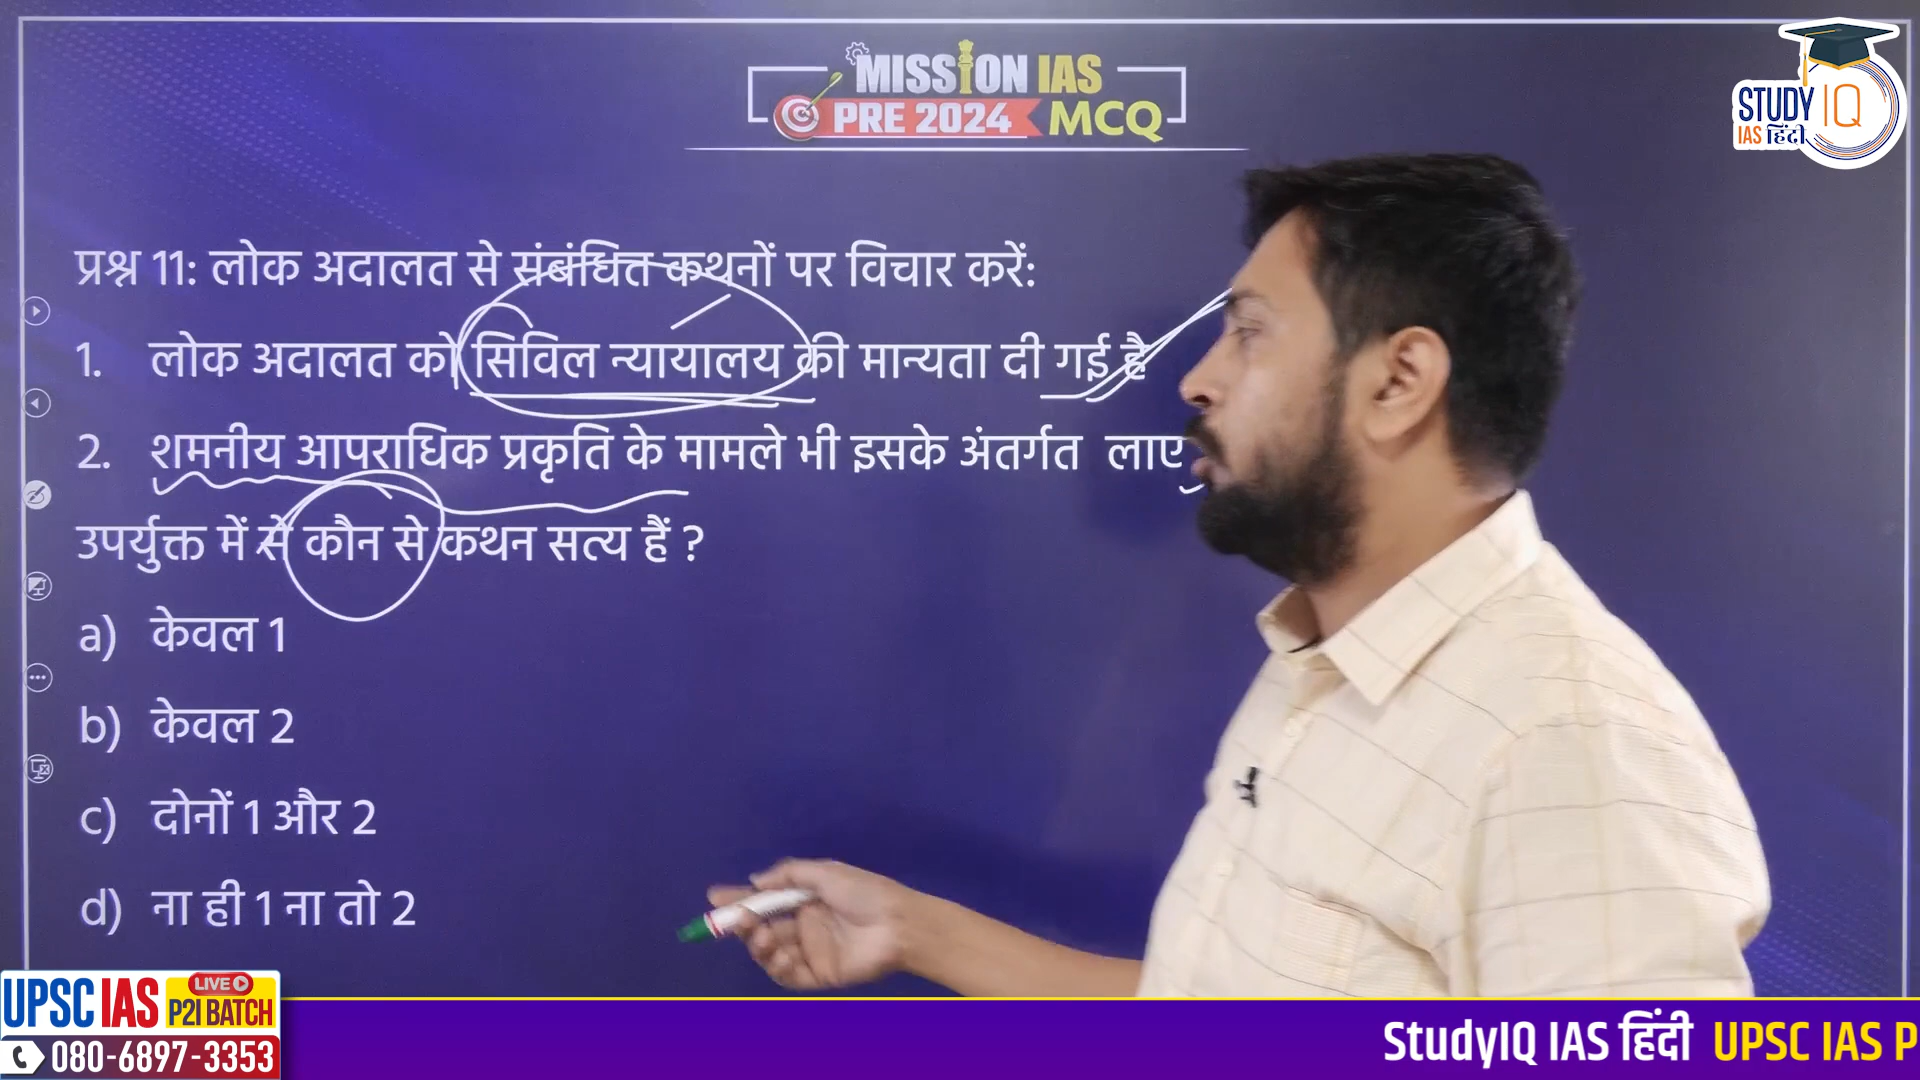 MISSION IAS
PRE 2024 MCQ
STUDY IQ
IAS हिंदी
प्रश्न 11: लोक अदालत से संबंधित कथनों पर विचार करें:
1. लोक अदालत को सिविल न्यायालय की मान्यता दी गई है
2. शमनीय आपराधिक प्रकृति के मामले भी इसके अंतर्गत लाए
उपर्युक्त में से कौन से कथन सत्य हैं ?
a) केवल 1
b) केवल 2
c) दोनों 1 और 2
d) ना ही 1 ना तो 2
UPSC IAS LIVE P2I BATCH
080-6897-3353
StudyIQ IAS हिंदी UPSC IAS P